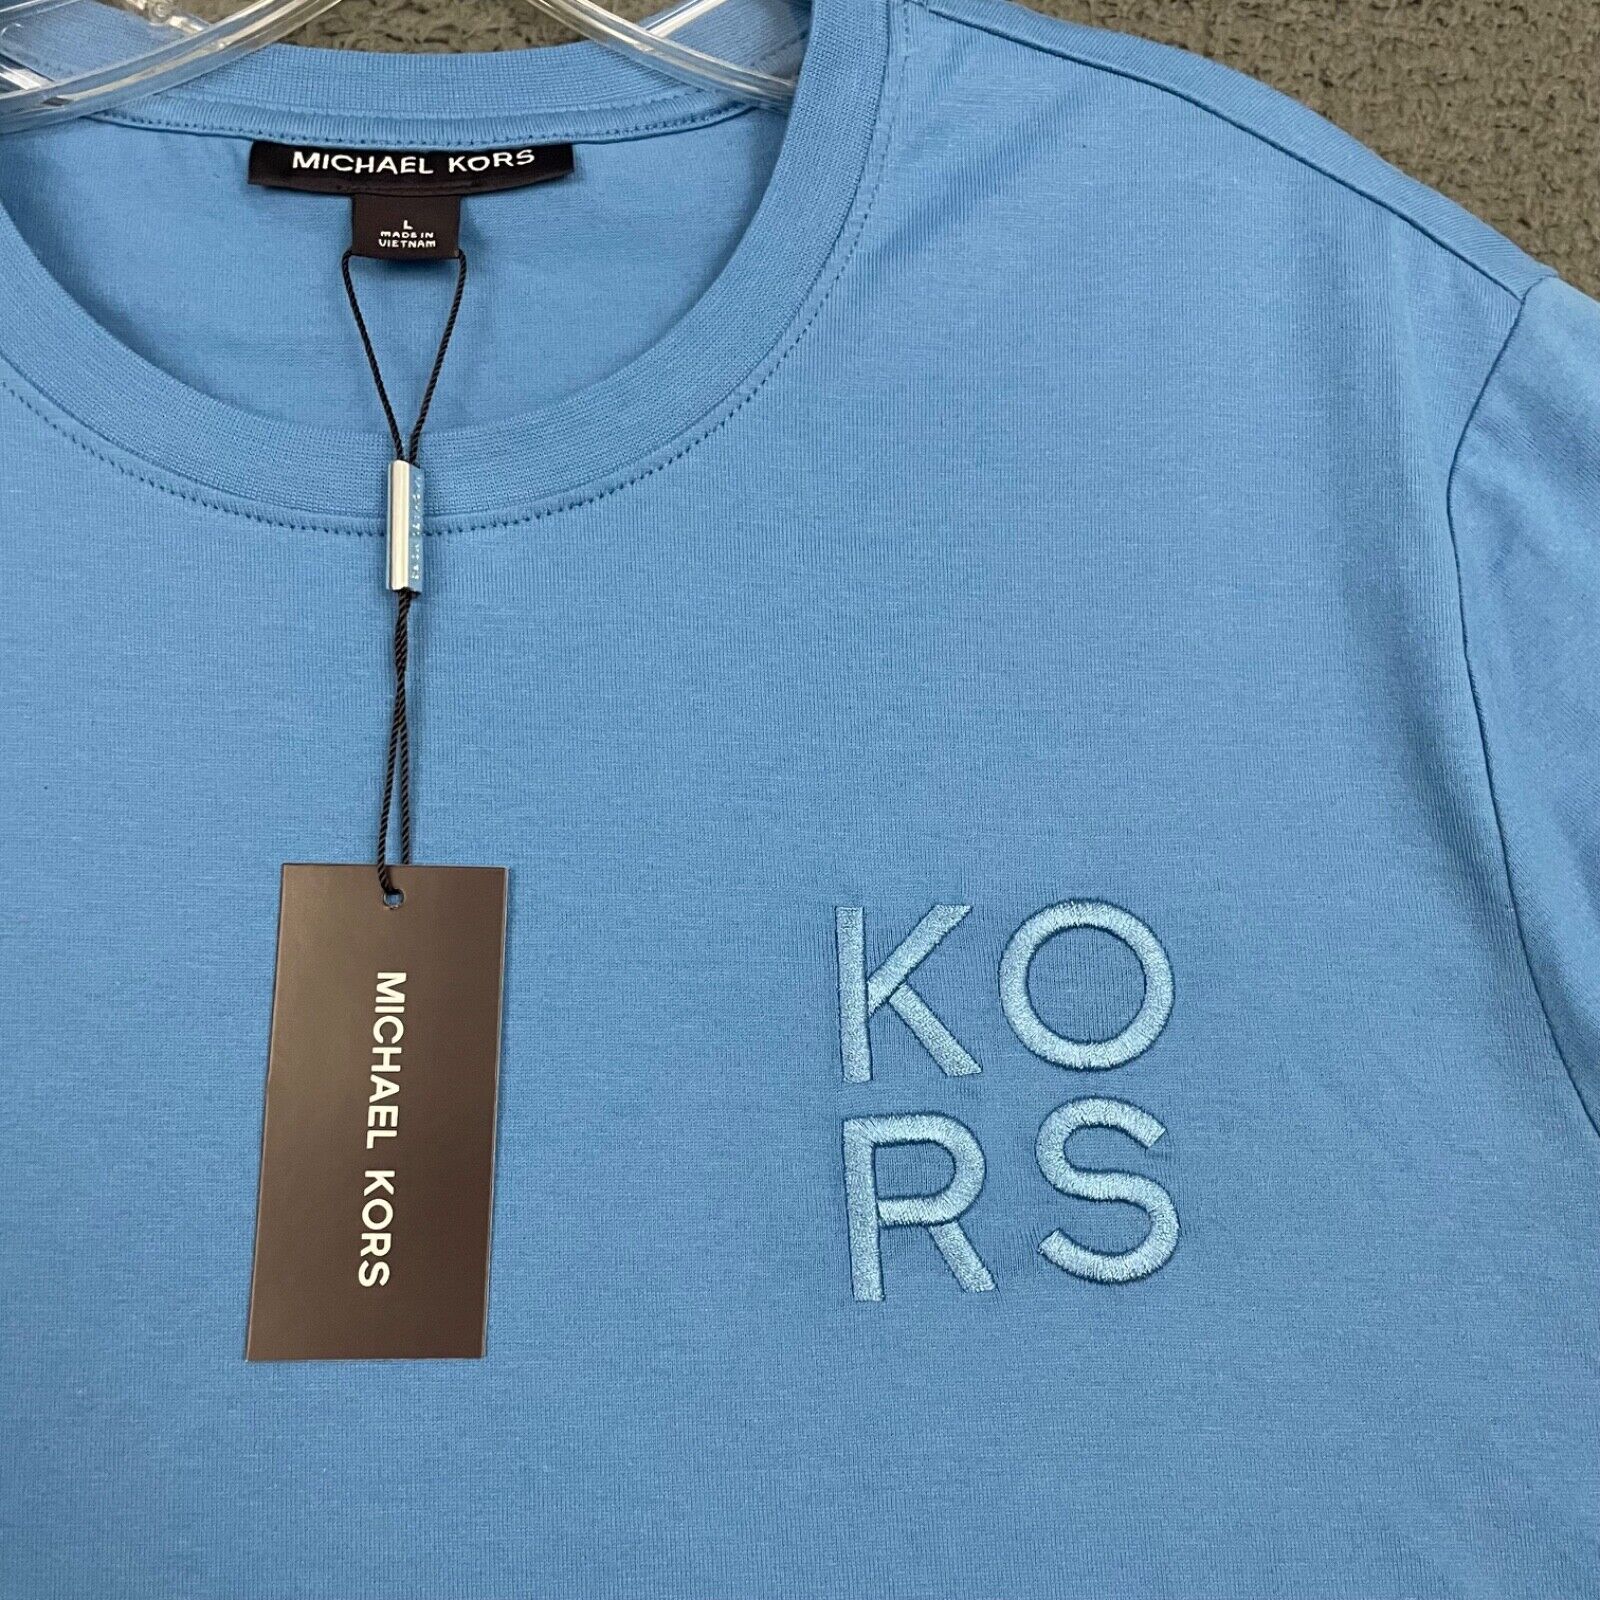 MICHAEL KORS
L
MADE IN
VIETNAM
MICHAEL KORS
KO
RS